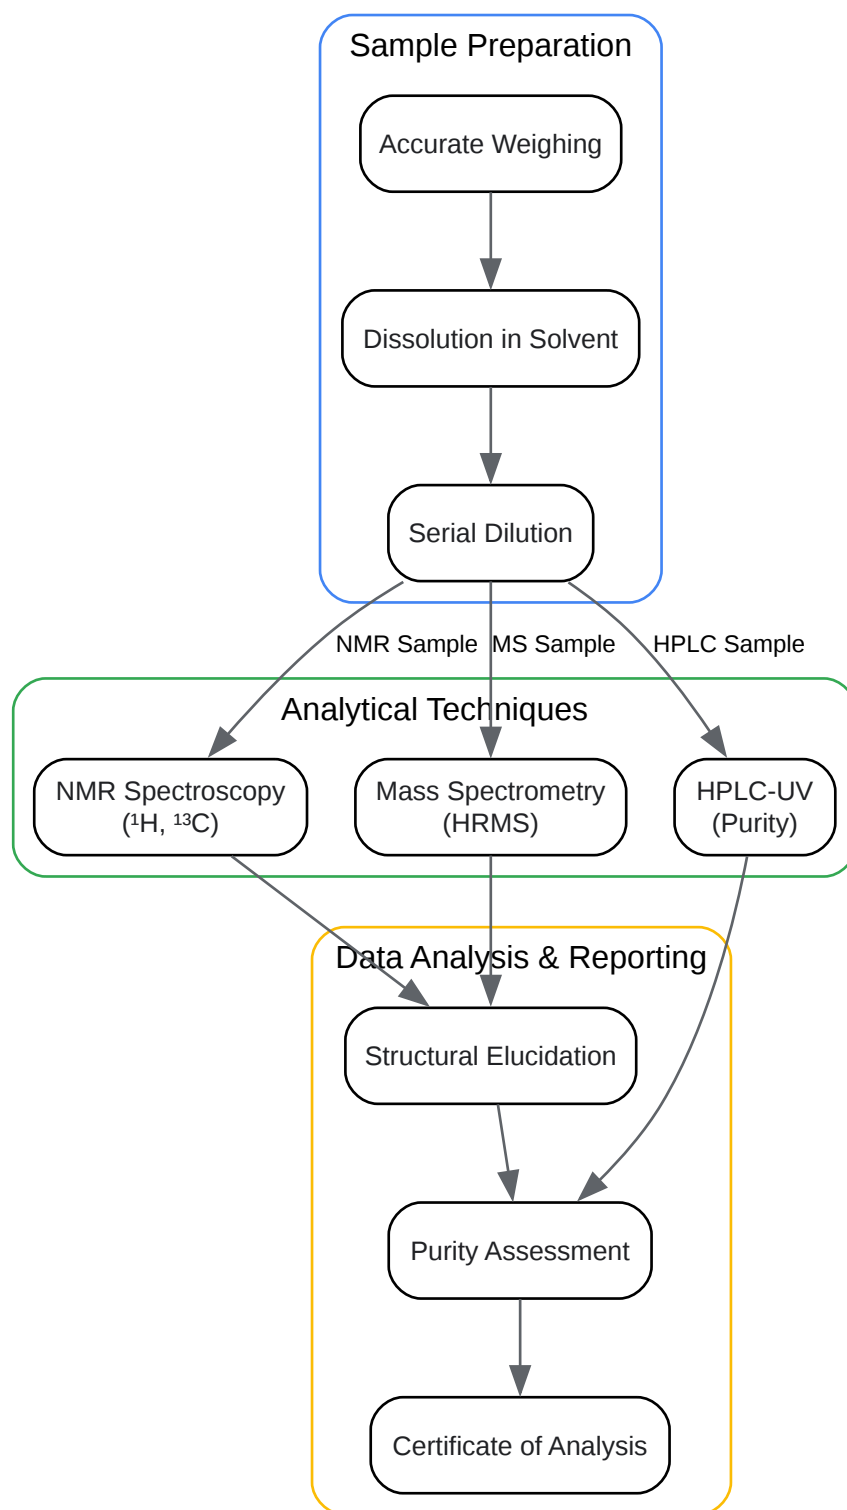 Sample Preparation
Accurate Weighing
Dissolution in Solvent
Serial Dilution
NMR Sample
MS Sample
HPLC Sample
Analytical Techniques
NMR Spectroscopy
(¹H, ¹³C)
Mass Spectrometry
(HRMS)
HPLC-UV
(Purity)
Data Analysis & Reporting
Structural Elucidation
Purity Assessment
Certificate of Analysis